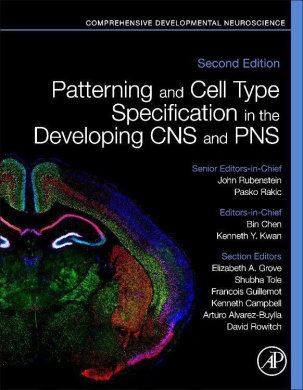 COMPREHENSIVE DEVELOPMENTAL NEUROSCIENCE
Second Edition
Patterning and Cell Type
Specification in the
Developing CNS and PNS
Senior Editors-in-Chief
John Rubenstein
Pasko Rakic
Editors-in-Chief
Bin Chen
Kenneth Y. Kwan
Section Editors
Elizabeth A. Grove
Shubha Tole
Francois Guillemot
Kenneth Campbell
Arturo Alvarez-Buylla
David Rowitch
AP